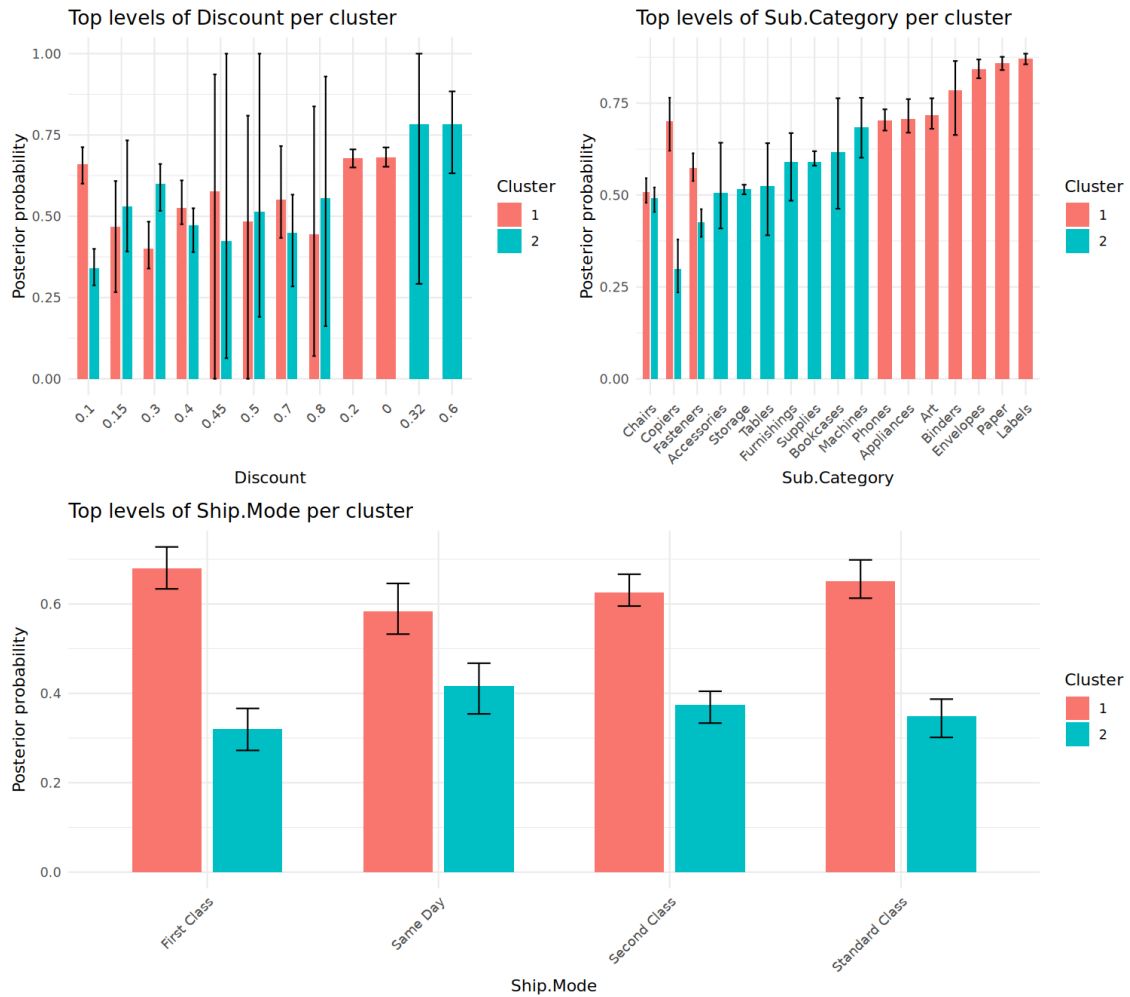 Top levels of Discount per cluster
Posterior probability
1.00
0.75
0.50
0.25
0.00
0.1
0.15
0.3
0.4
0.45
0.5
0.7
0.8
0.2
0
0.32
0.6
Discount
Cluster
1
2
Top levels of Sub.Category per cluster
Posterior probability
0.75
0.50
0.25
0.00
Chairs
Copiers
Fasteners
Accessories
Storage
Tables
Furnishings
Supplies
Bookcases
Machines
Phones
Appliances
Art
Binders
Envelopes
Paper
Labels
Sub.Category
Cluster
1
2
Top levels of Ship.Mode per cluster
Posterior probability
0.6
0.4
0.2
0.0
First Class
Same Day
Second Class
Standard Class
Ship.Mode
Cluster
1
2